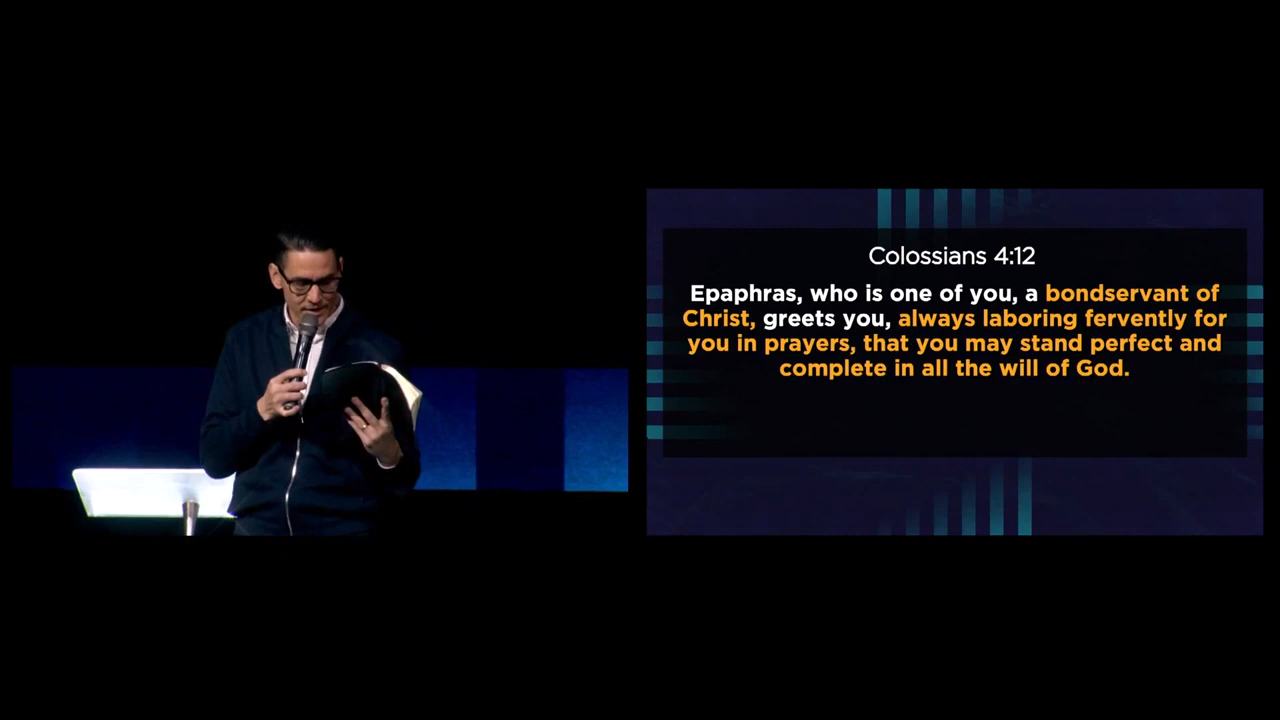 Colossians 4:12
Epaphras, who is one of you, a bondservant of
Christ, greets you, always laboring fervently for
you in prayers, that you may stand perfect and
complete in all the will of God.